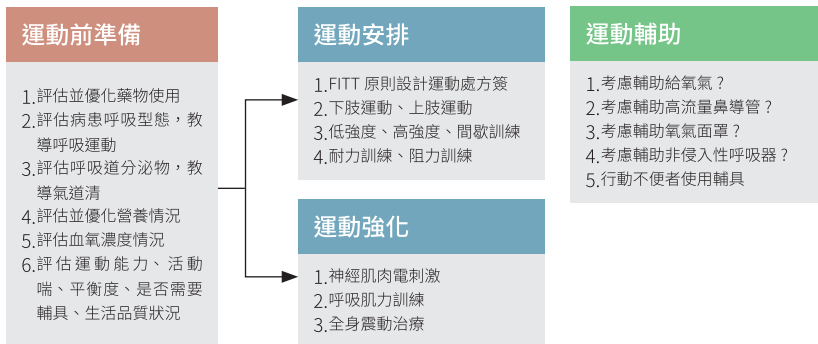 運動前準備
1.評估並優化藥物使用
2.評估病患呼吸型態，教
導呼吸運動
3.評估呼吸道分泌物，教
導氣道清
4.評估並優化營養情況
5.評估血氧濃度情況
6.評估運動能力、活動
喘、平衡度、是否需要
輔具、生活品質狀況
運動安排
1.FITT 原則設計運動處方簽
2.下肢運動、上肢運動
3.低強度、高強度、間歇訓練
4.耐力訓練、阻力訓練
運動強化
1.神經肌肉電刺激
2.呼吸肌力訓練
3.全身震動治療
運動輔助
1.考慮輔助給氧氣？
2.考慮輔助高流量鼻導管？
3.考慮輔助氧氣面罩？
4.考慮輔助非侵入性呼吸器？
5.行動不便者使用輔具